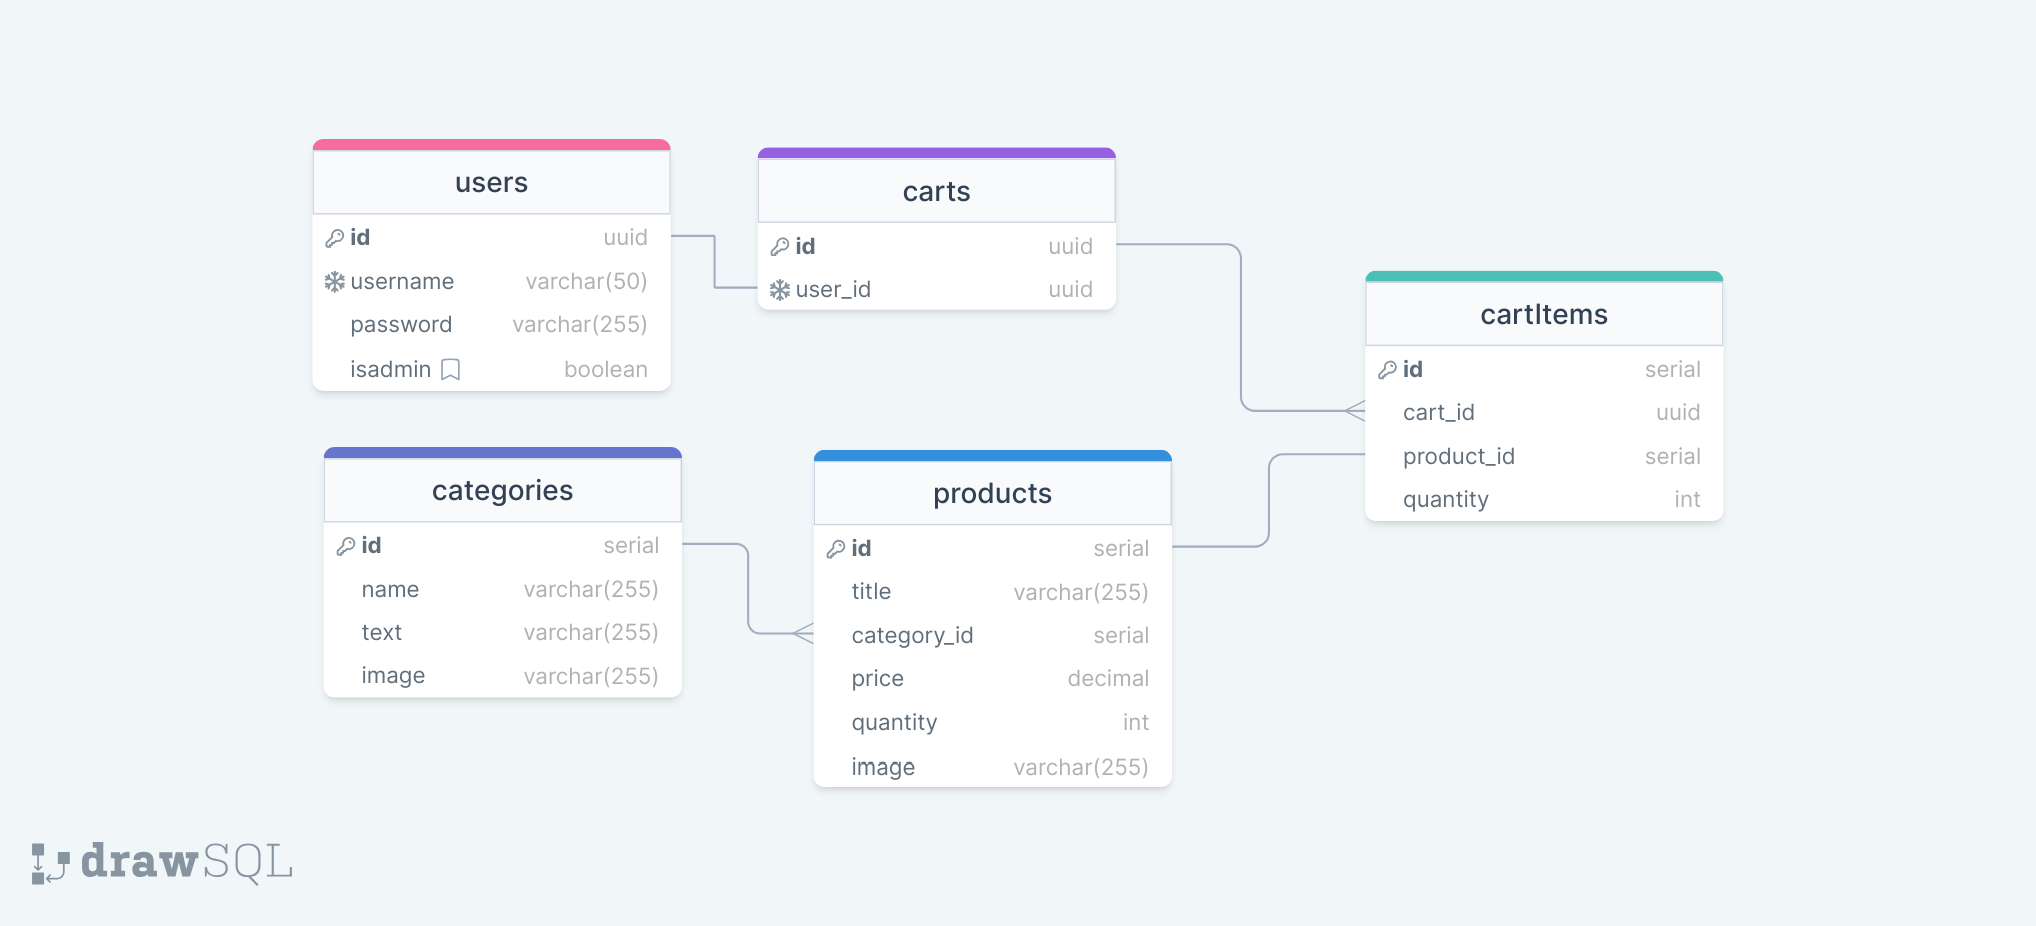 users
id uuid
username varchar(50)
password varchar(255)
isadmin boolean
carts
id uuid
user_id uuid
cartItems
id serial
cart_id uuid
product_id serial
quantity int
categories
id serial
name varchar(255)
text varchar(255)
image varchar(255)
products
id serial
title varchar(255)
category_id serial
price decimal
quantity int
image varchar(255)
drawSQL